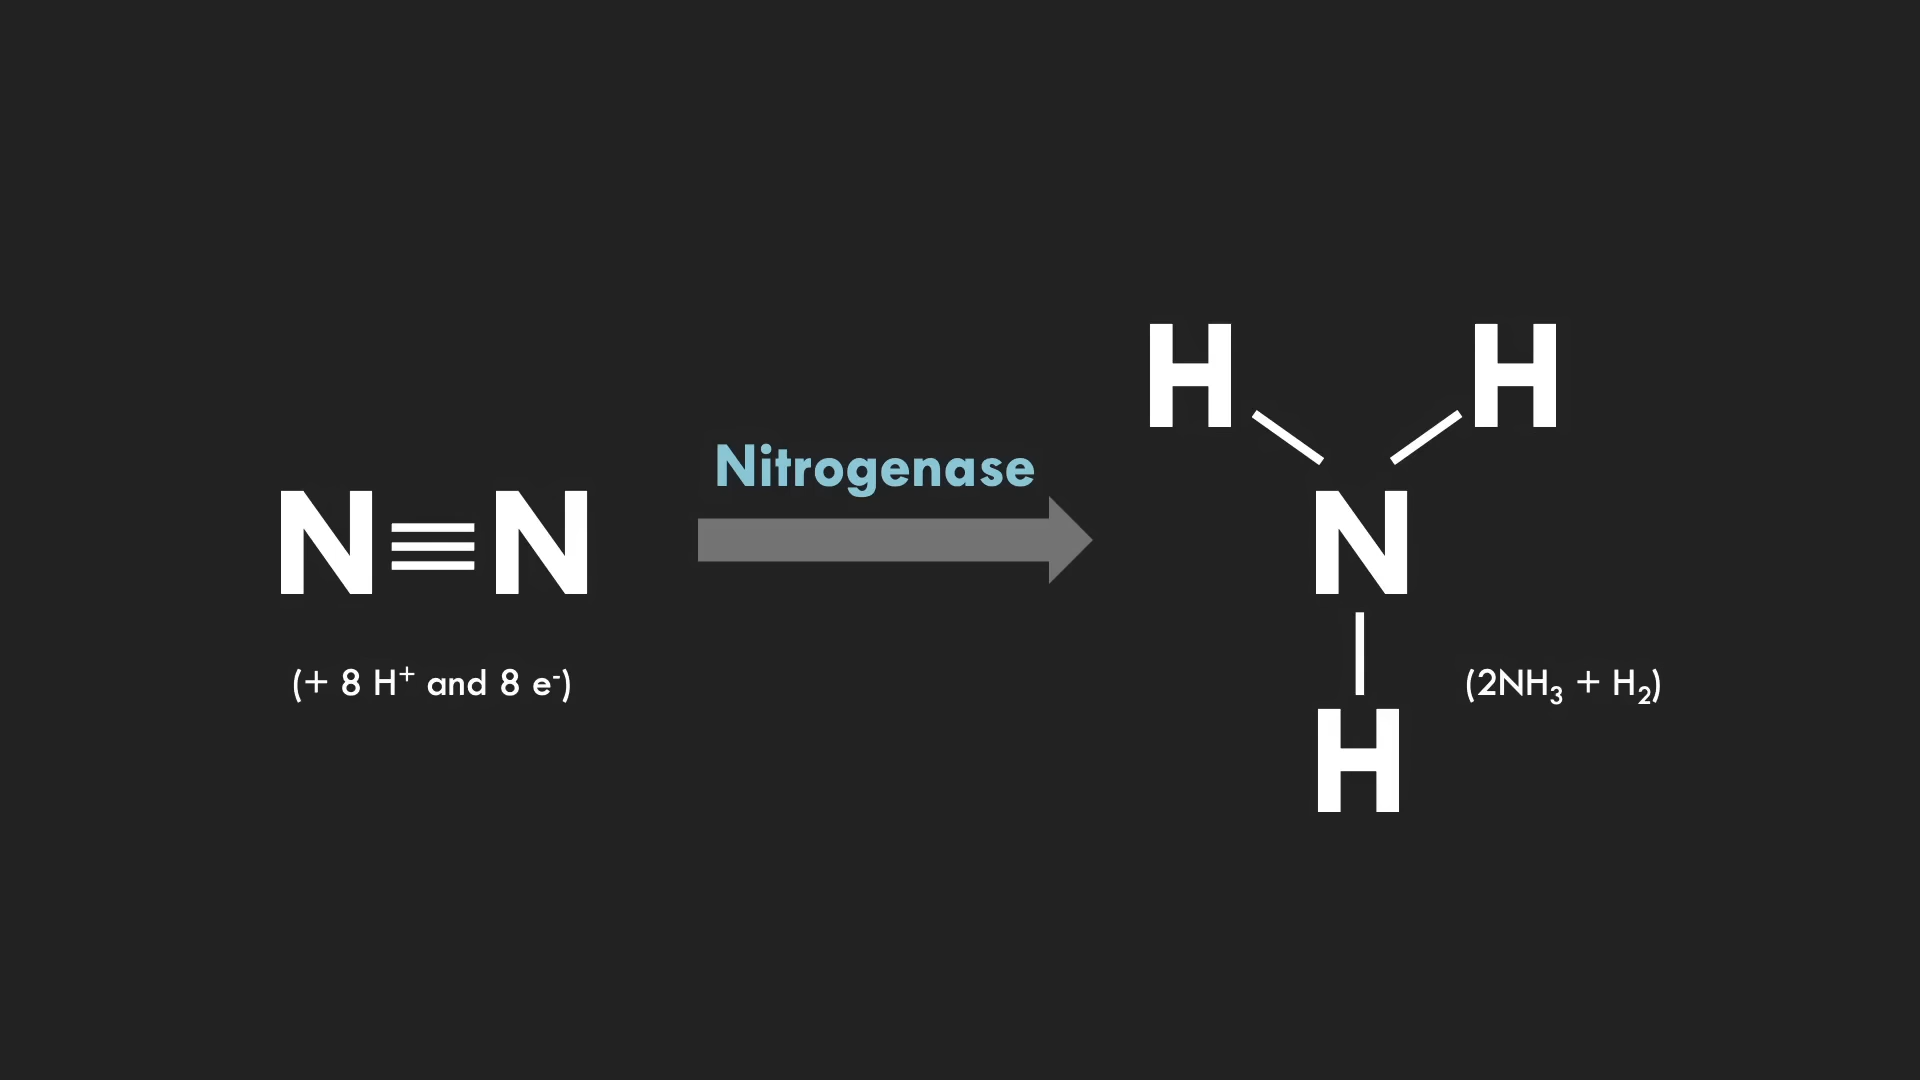 Nitrogenase
N≡N
(+ 8 H⁺ and 8 e⁻)
H H
N
H
(2NH₃ + H₂)